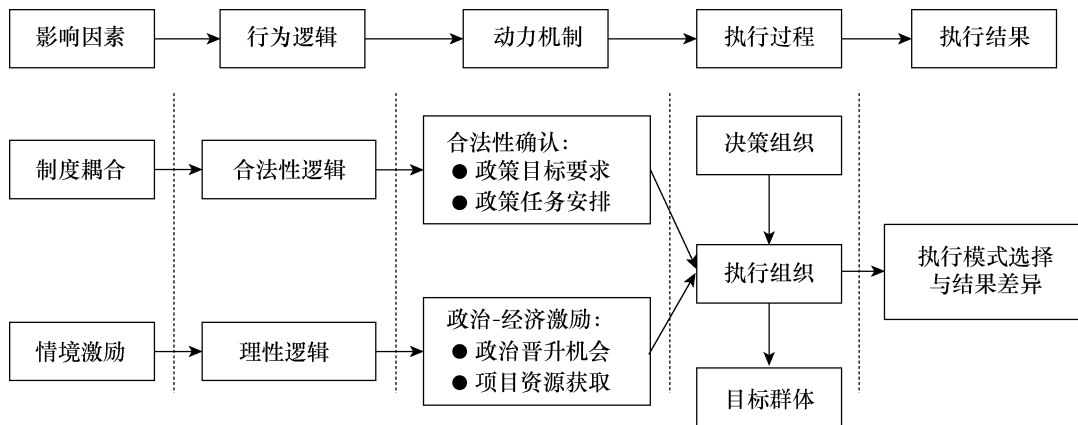 影响因素
行为逻辑
动力机制
执行过程
执行结果
制度耦合
合法性逻辑
合法性确认：
● 政策目标要求
● 政策任务安排
决策组织
执行组织
执行模式选择
与结果差异
情境激励
理性逻辑
政治-经济激励：
● 政治晋升机会
● 项目资源获取
目标群体